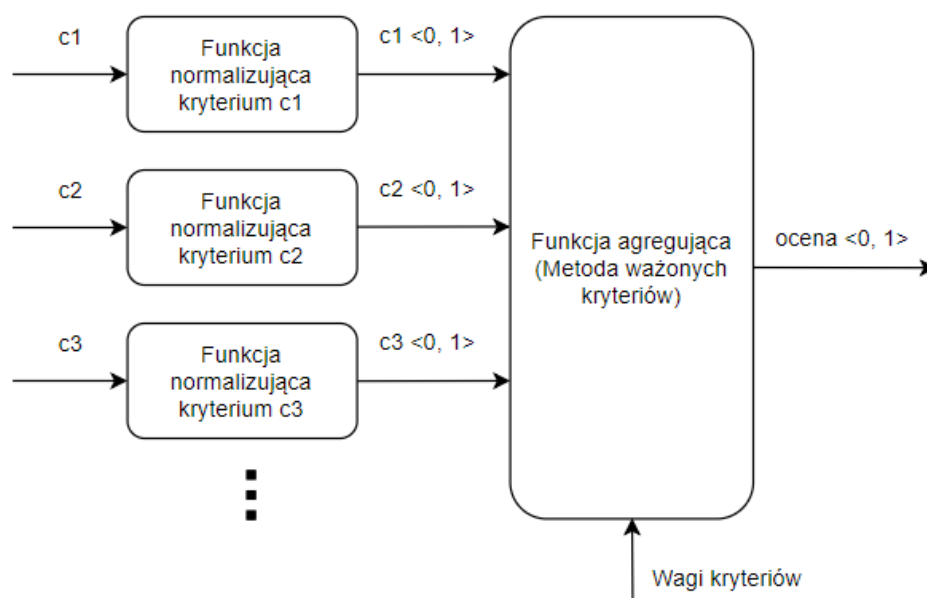 c1
Funkcja
normalizująca
kryterium c1
c1 <0, 1>
c2
Funkcja
normalizująca
kryterium c2
c2 <0, 1>
c3
Funkcja
normalizująca
kryterium c3
c3 <0, 1>
Funkcja agregująca
(Metoda ważonych
kryteriów)
ocena <0, 1>
Wagi kryteriów